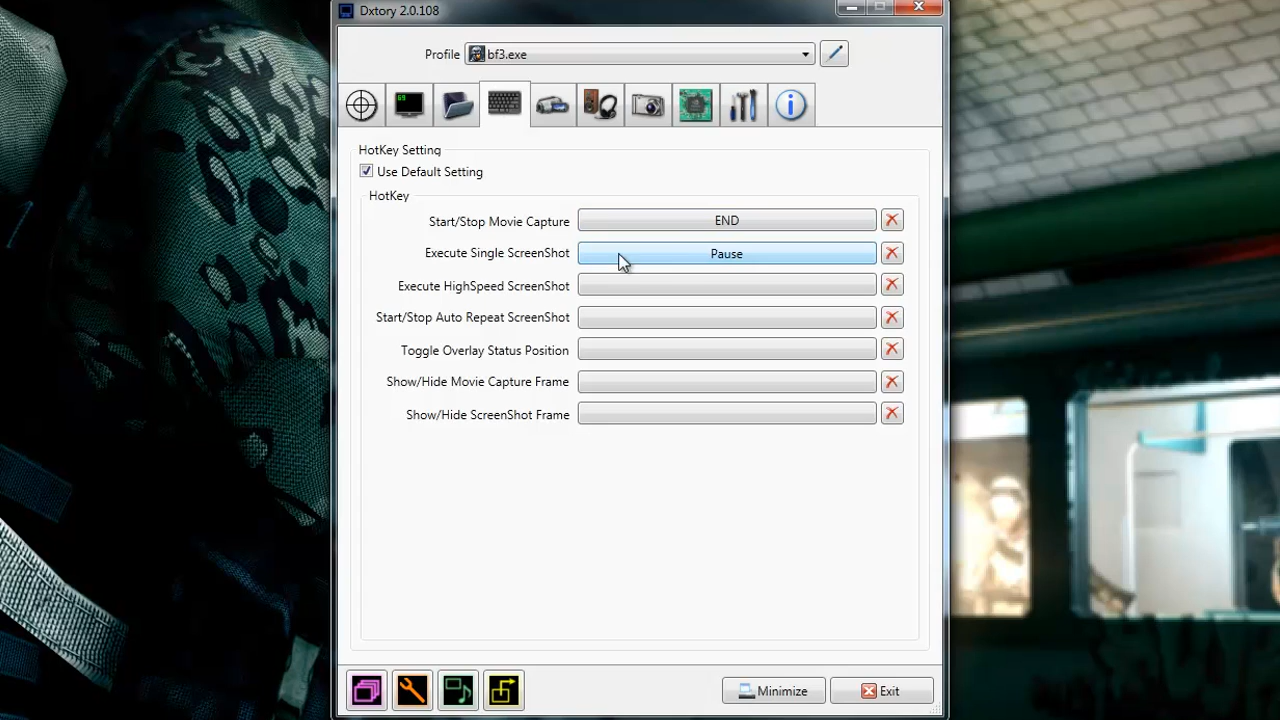 Dxtory 2.0.108
Profile
bf3.exe
HotKey Setting
Use Default Setting
HotKey
Start/Stop Movie Capture
END
Execute Single ScreenShot
Pause
Execute HighSpeed ScreenShot
Start/Stop Auto Repeat ScreenShot
Toggle Overlay Status Position
Show/Hide Movie Capture Frame
Show/Hide ScreenShot Frame
Minimize
Exit